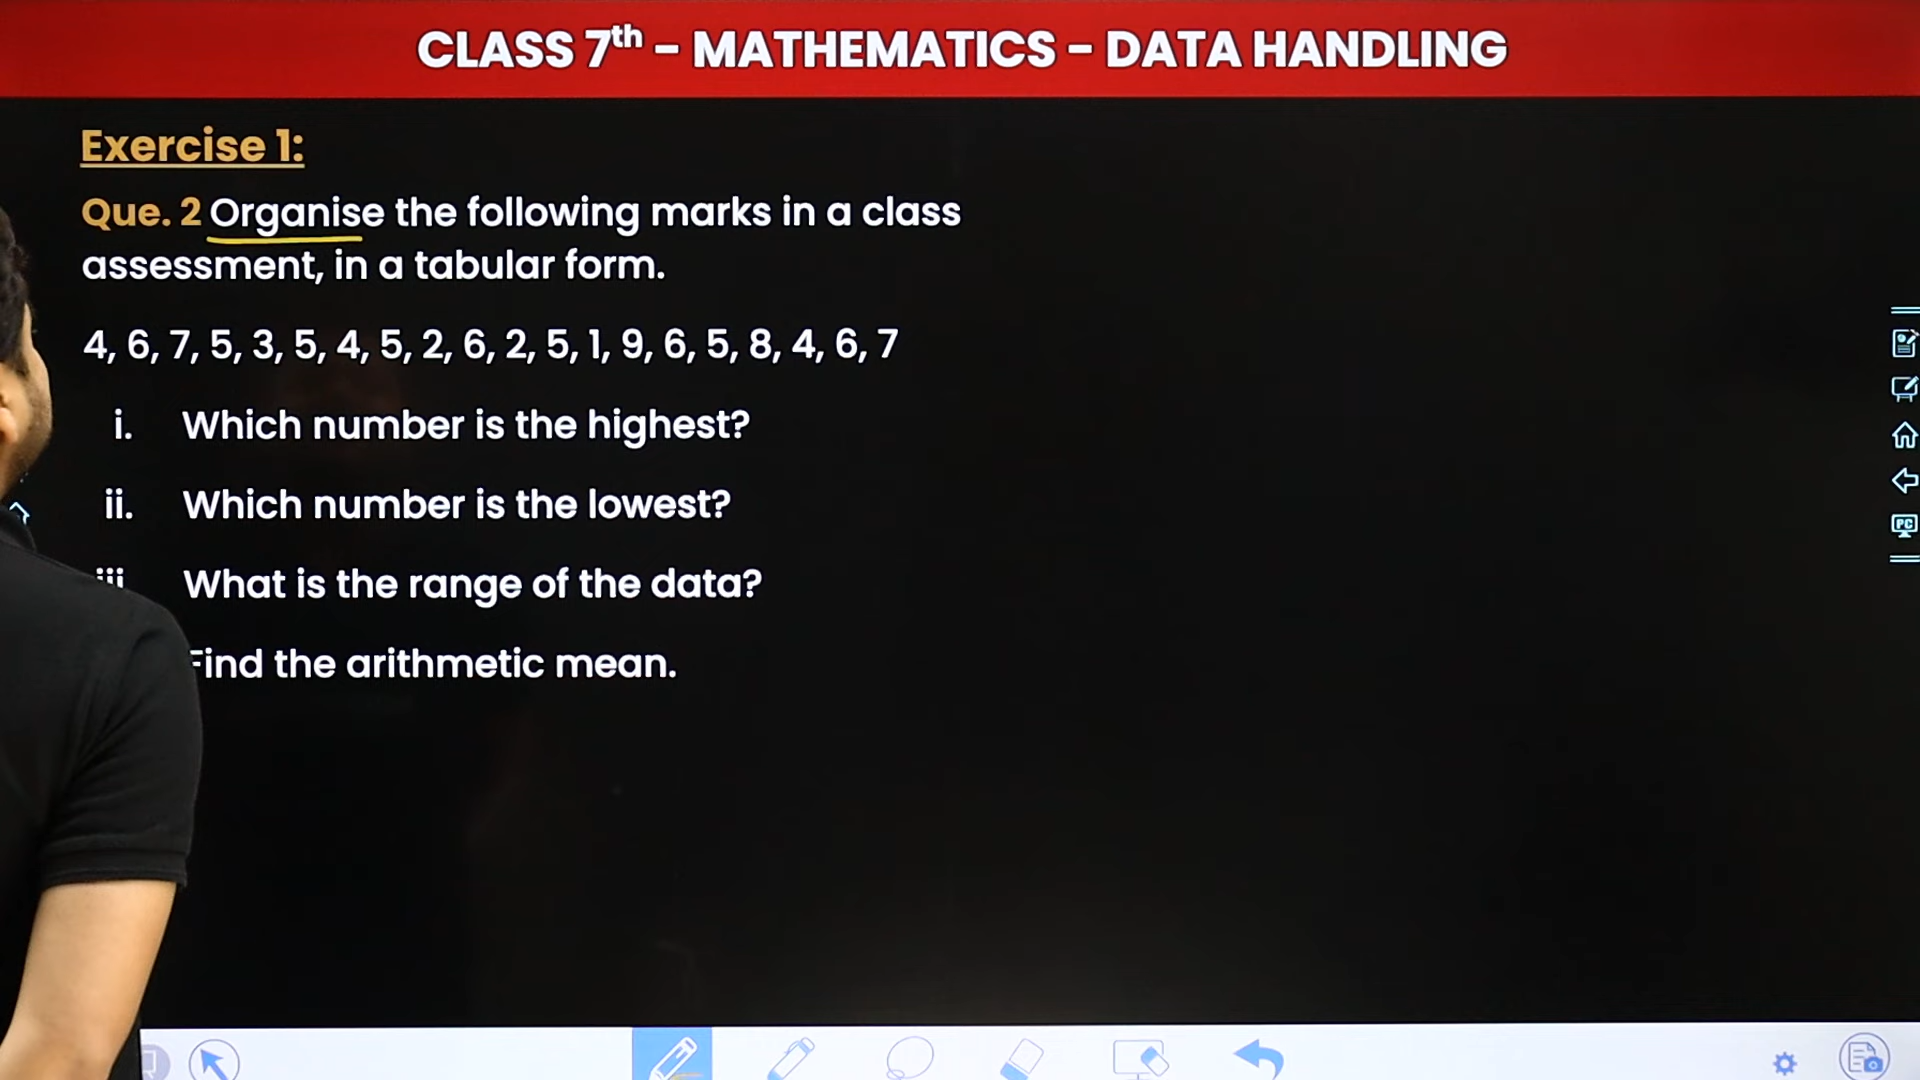 CLASS 7th - MATHEMATICS - DATA HANDLING
Exercise 1:
Que. 2 Organise the following marks in a class
assessment, in a tabular form.
4, 6, 7, 5, 3, 5, 4, 5, 2, 6, 2, 5, 1, 9, 6, 5, 8, 4, 6, 7
i. Which number is the highest?
ii. Which number is the lowest?
iii. What is the range of the data?
Find the arithmetic mean.
PC